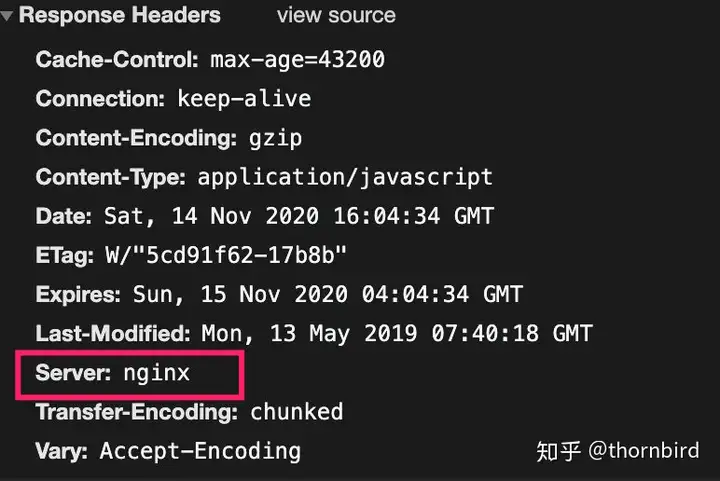 Response Headers view source
Cache-Control: max-age=43200
Connection: keep-alive
Content-Encoding: gzip
Content-Type: application/javascript
Date: Sat, 14 Nov 2020 16:04:34 GMT
ETag: W/"5cd91f62-17b8b"
Expires: Sun, 15 Nov 2020 04:04:34 GMT
Last-Modified: Mon, 13 May 2019 07:40:18 GMT
Server: nginx
Transfer-Encoding: chunked
Vary: Accept-Encoding
知乎 @thornbird